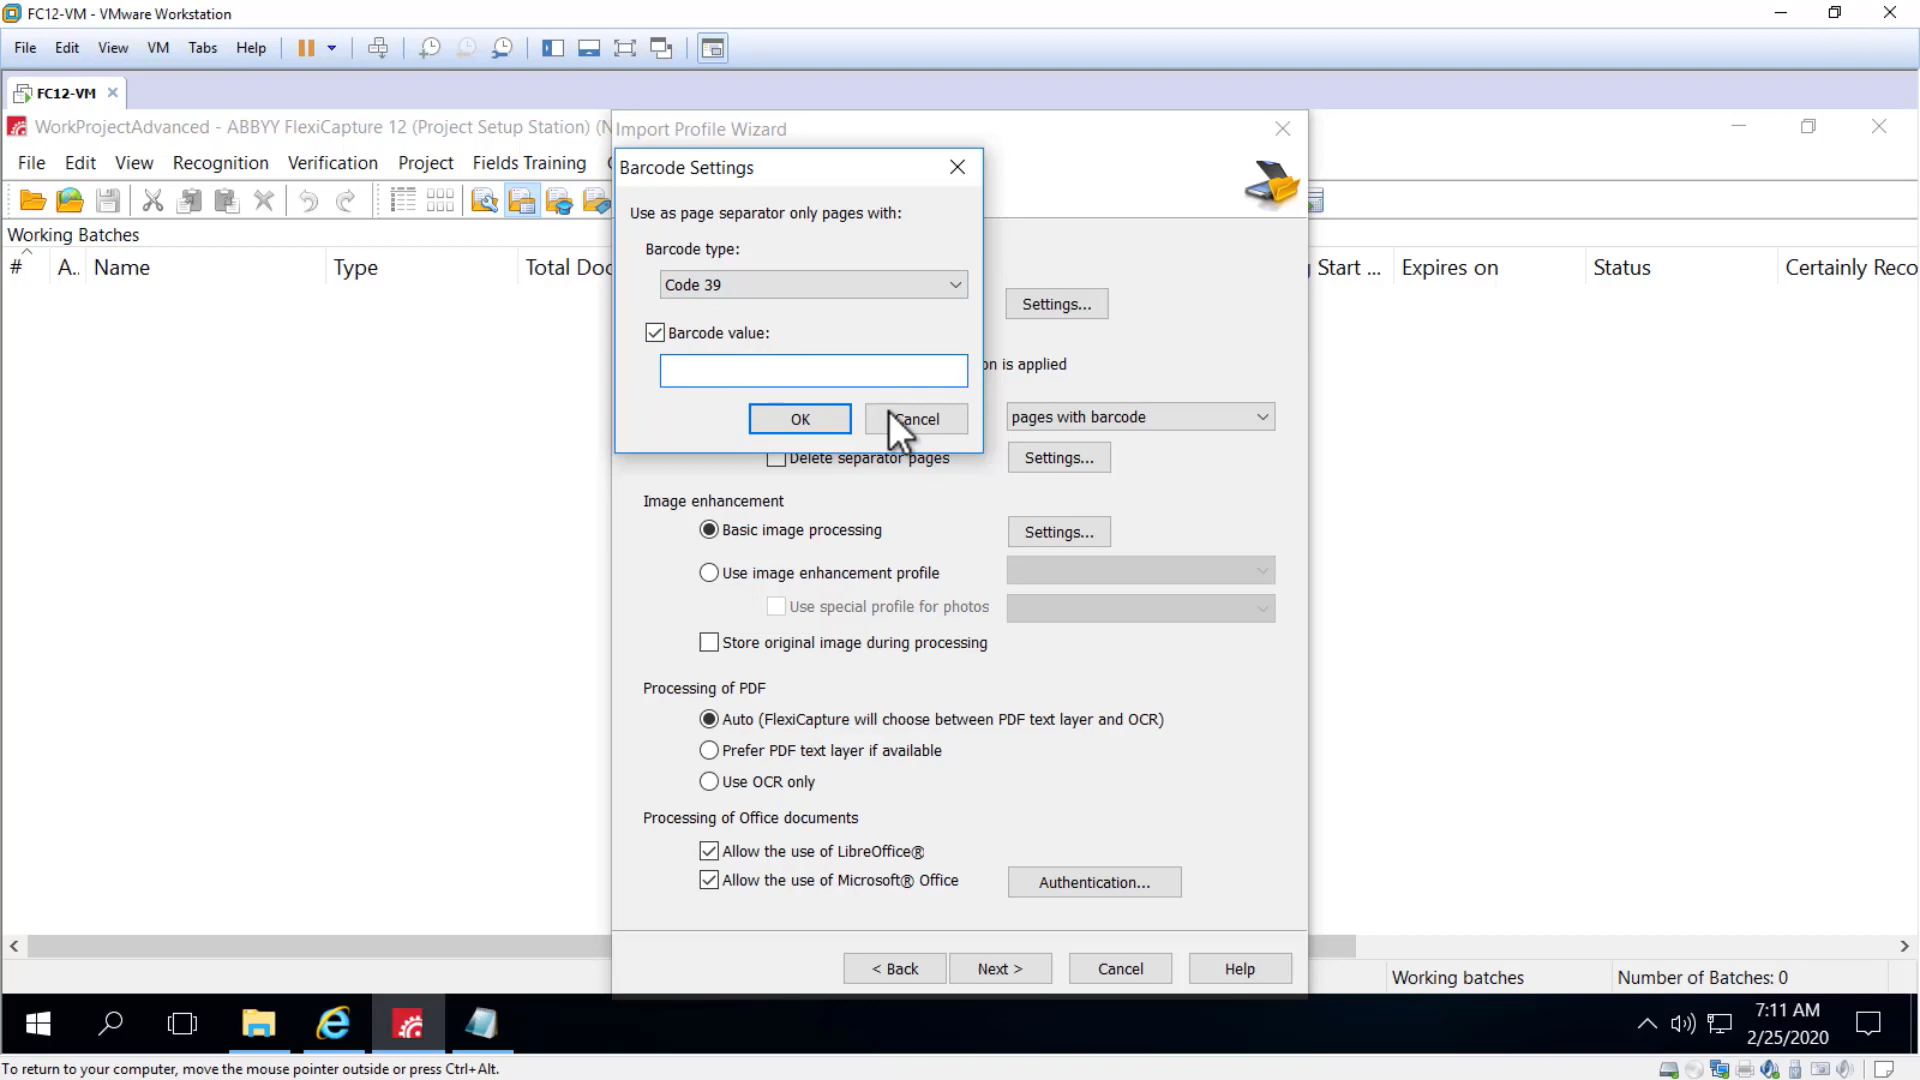 FC12-VM - VMware Workstation
File Edit View VM Tabs Help
FC12-VM
WorkProjectAdvanced - ABBYY FlexiCapture 12 (Project Setup Station) (N
Import Profile Wizard
File Edit View Recognition Verification Project Fields Training
Barcode Settings
Use as page separator only pages with:
Working Batches
Barcode type:
# A.. Name Type Total Doc Start ... Expires on Status Certainly Reco
Code 39
Settings...
Barcode value:
on is applied
OK Cancel
pages with barcode
Delete separator pages Settings...
Image enhancement
Basic image processing Settings...
Use image enhancement profile
Use special profile for photos
Store original image during processing
Processing of PDF
Auto (FlexiCapture will choose between PDF text layer and OCR)
Prefer PDF text layer if available
Use OCR only
Processing of Office documents
Allow the use of LibreOffice®
Allow the use of Microsoft® Office Authentication...
< Back Next > Cancel Help
Working batches Number of Batches: 0
7:11 AM
2/25/2020
To return to your computer, move the mouse pointer outside or press Ctrl+Alt.